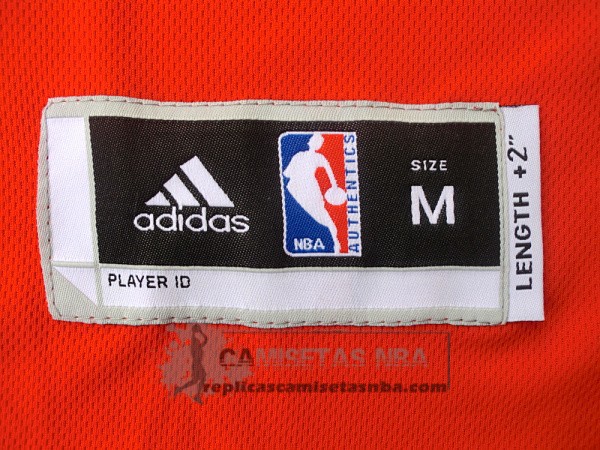 adidas
NBA
AUTHENTICS
SIZE
M
LENGTH +2"
PLAYER ID
CAMISETAS NBA
replicascamisetasnba.com